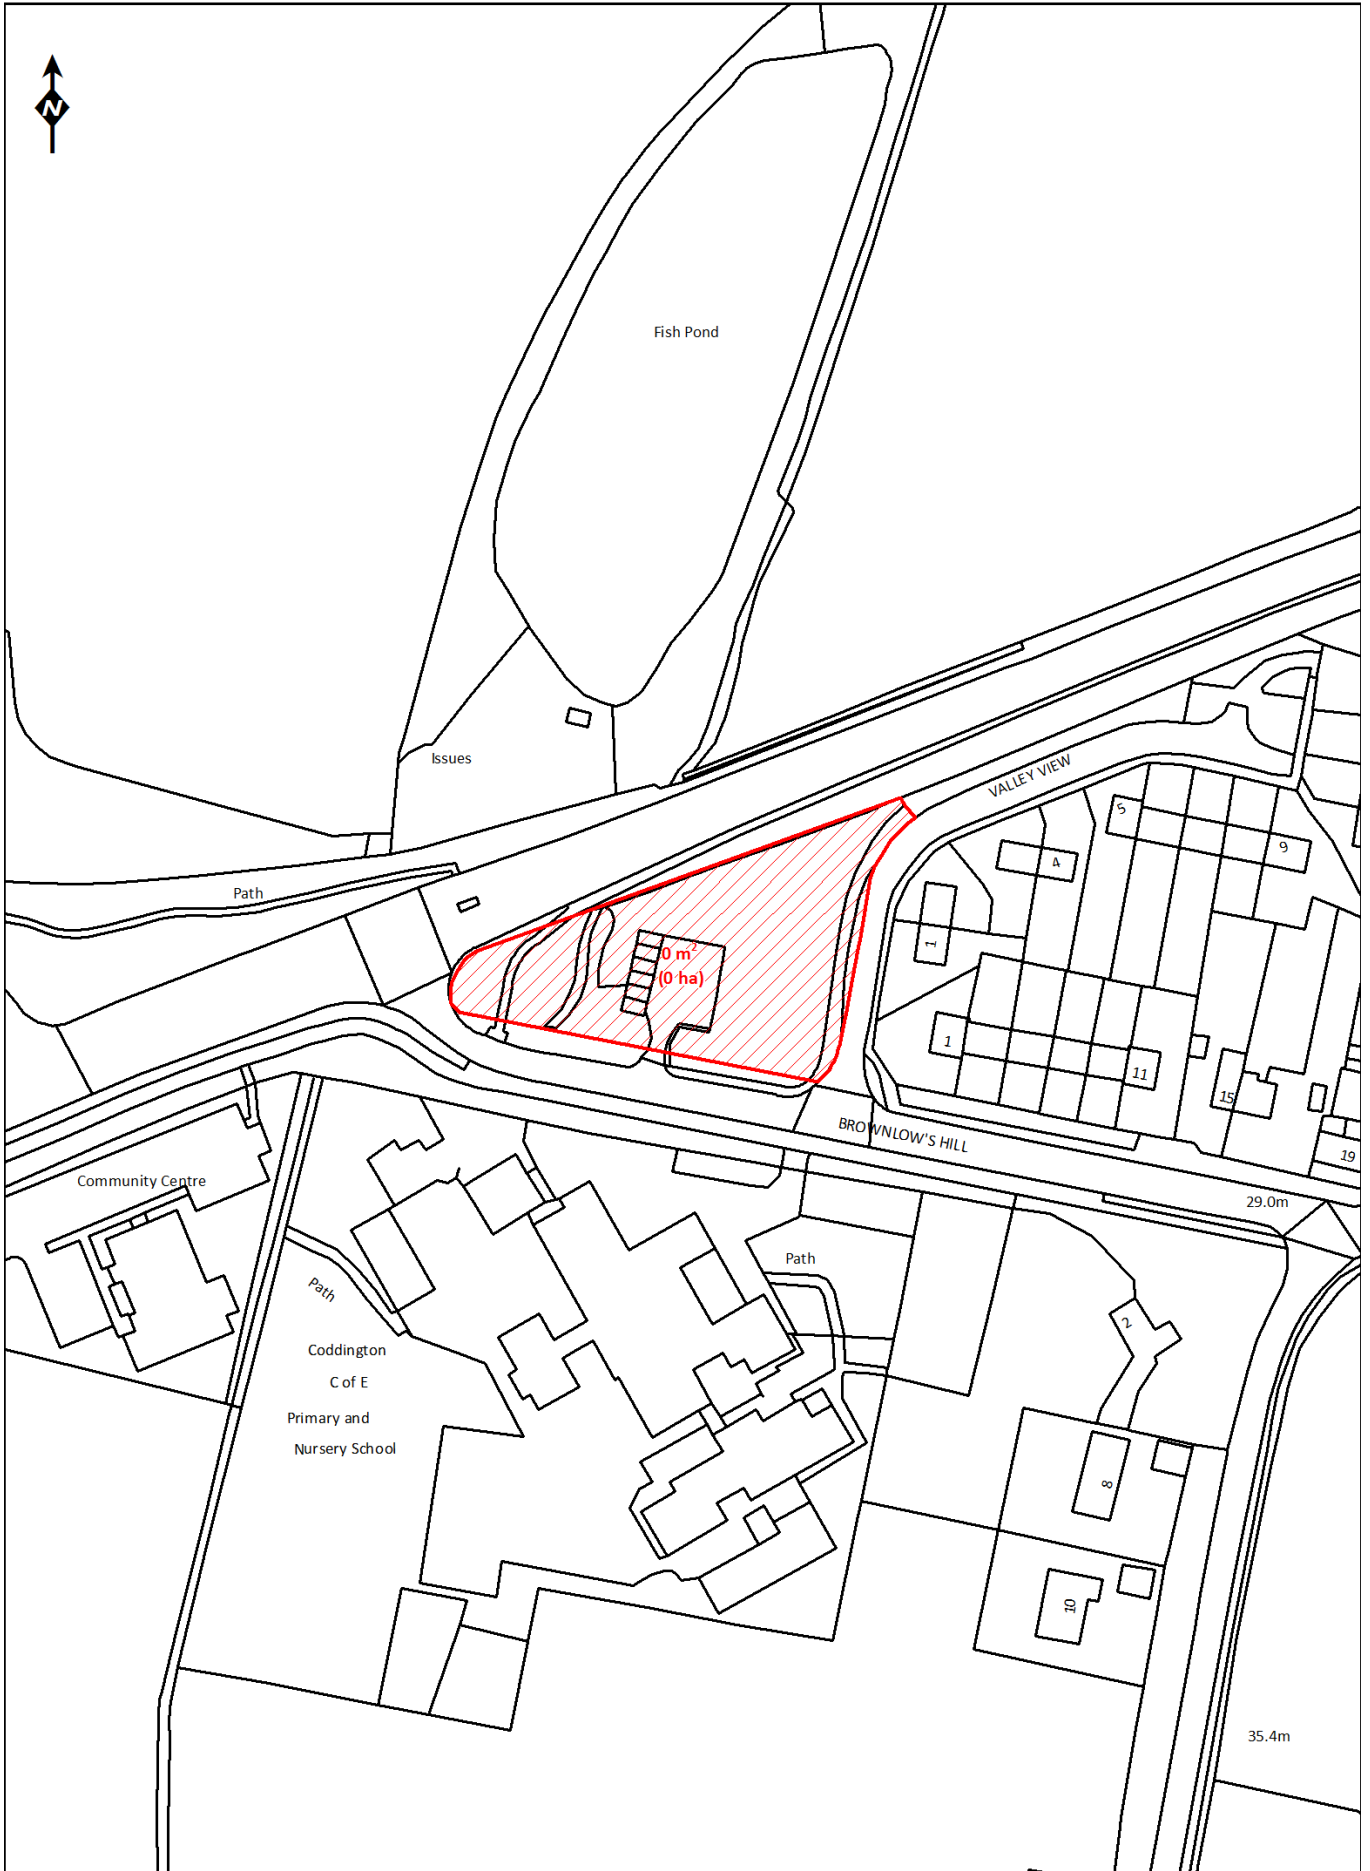 N
Fish Pond
Issues
VALLEY VIEW
5
9
4
Path
1
0 m²
(0 ha)
1
11
15
BROWNLOW'S HILL
19
Community Centre
29.0m
Path
Path
2
Coddington
C of E
Primary and
Nursery School
8
10
35.4m